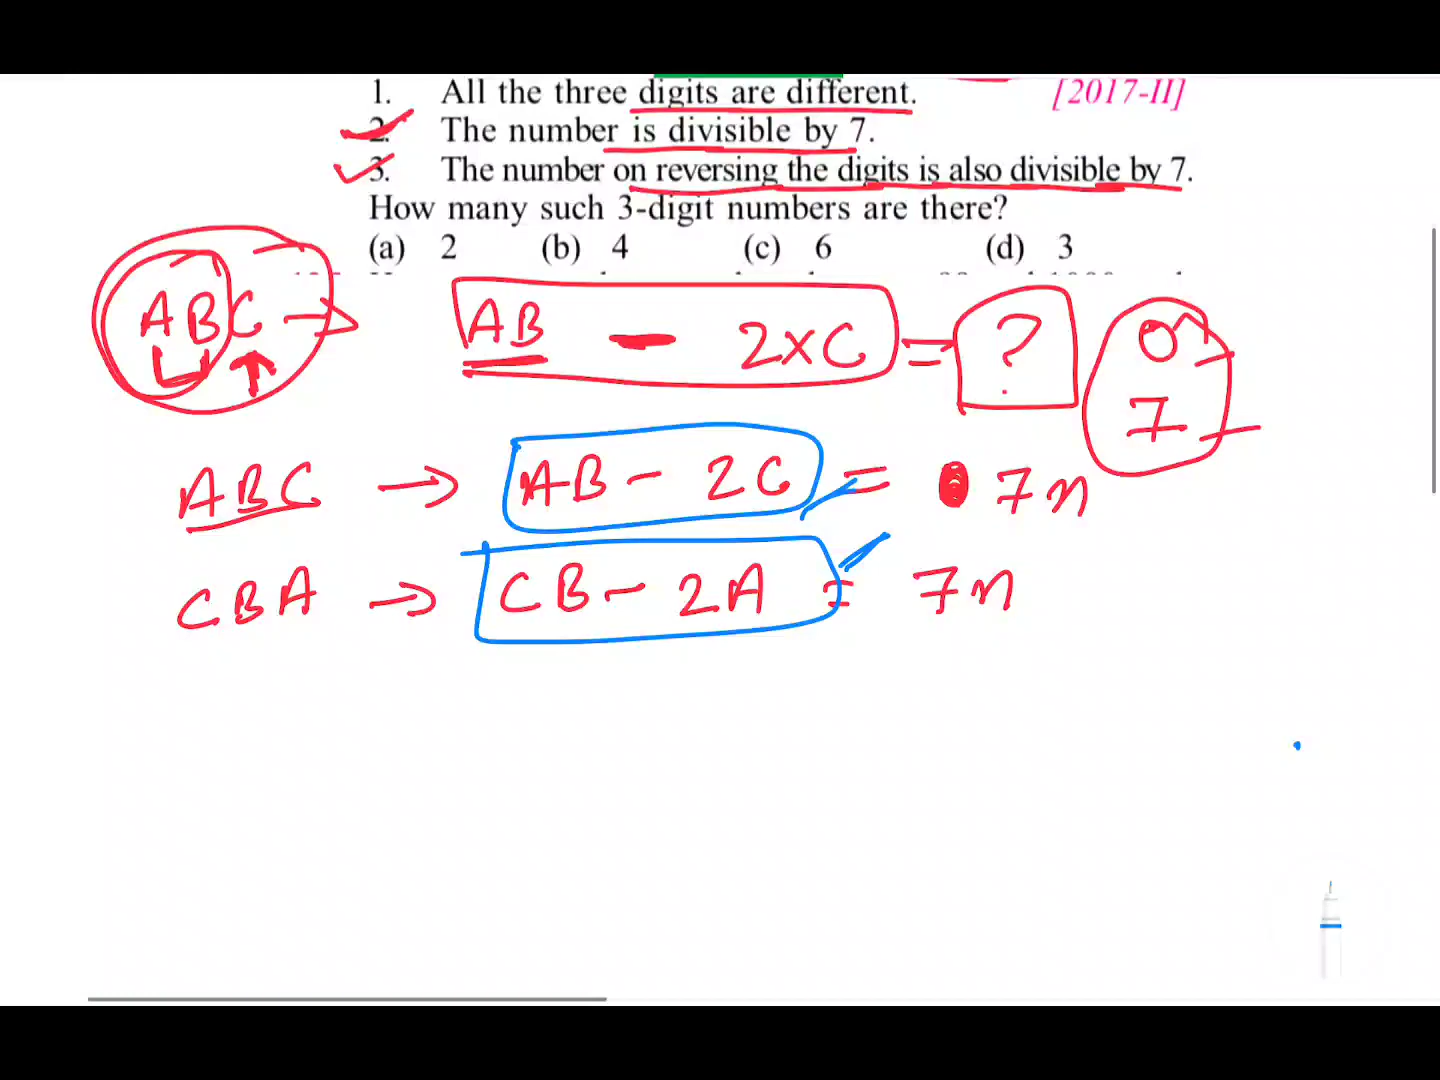 1. All the three digits are different. [2017-II]
2. The number is divisible by 7.
3. The number on reversing the digits is also divisible by 7.
How many such 3-digit numbers are there?
(a) 2 (b) 4 (c) 6 (d) 3
ABC → AB - 2×C = ? 
7
ABC → AB - 2C = 7n
CBA → CB - 2A = 7n